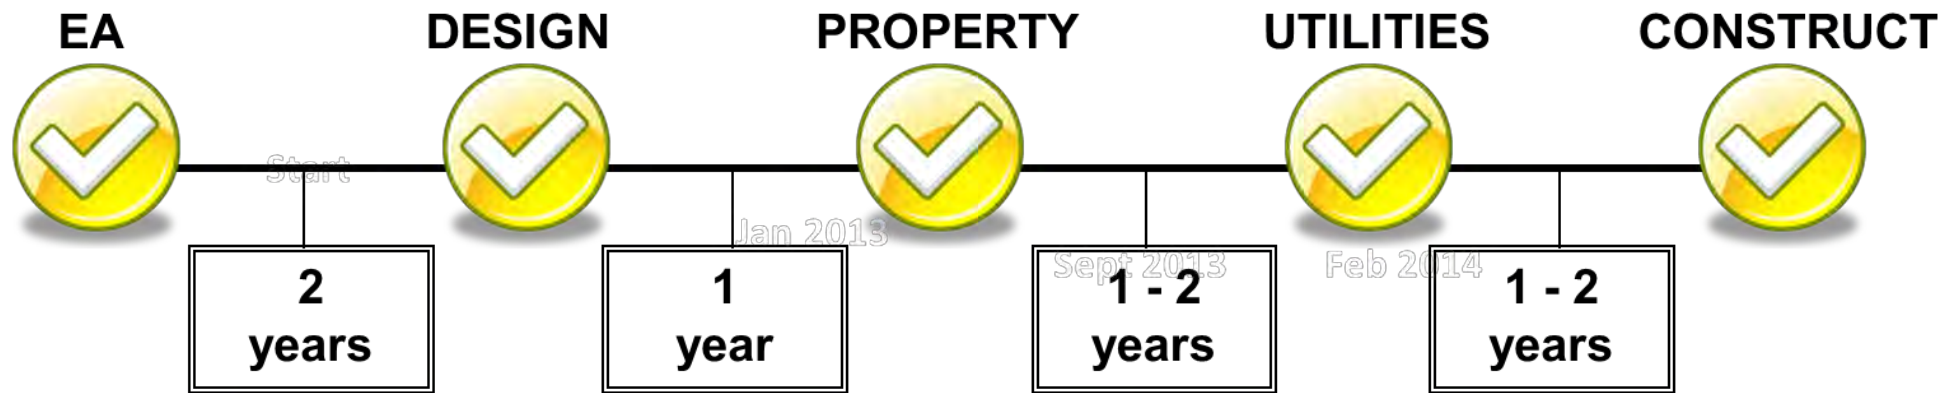 EA DESIGN PROPERTY UTILITIES CONSTRUCT
Start
Jan 2013
Sept 2013 Feb 2014
2 1 1 - 2 1 - 2
years year years years